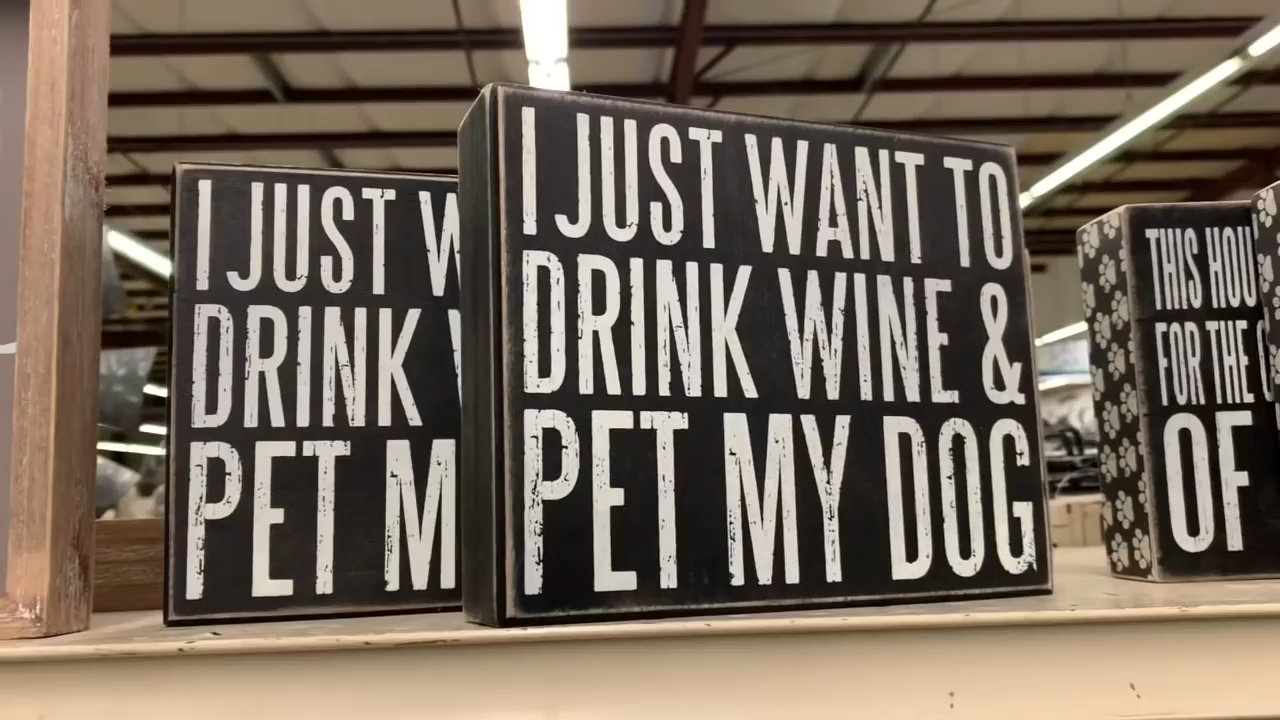 I JUST WANT TO
DRINK WINE &
PET MY DOG
I JUST W
DRINK
PET M
THIS HOU
FOR THE
OF